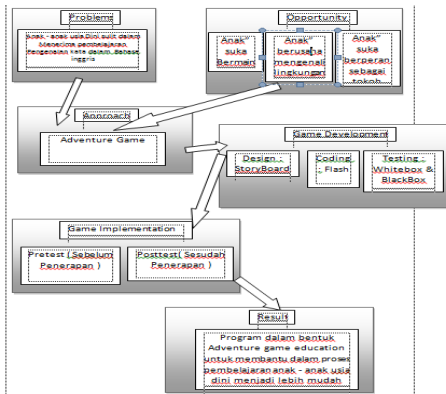 Problems
Anak - anak usia Dini sulit dalam
Menerima pembelajaran
Pengenalan kata dalam Bahasa
Inggris
Opportunity
Anak"
suka
Bermain
Anak"
berusaha
mengenali
lingkungan
Anak"
suka
berperan
sebagai
tokoh
Approach
Adventure Game
Game Development
Design :
StoryBoard
Coding
: Flash
Testing :
Whitebox &
BlackBox
Game Implementation
Pretest ( Sebelum
Penerapan )
Posttest( Sesudah
Penerapan )
Result
Program dalam bentuk
Adventure game education
untuk membantu dalam proses
pembelajaran anak - anak usia
dini menjadi lebih mudah